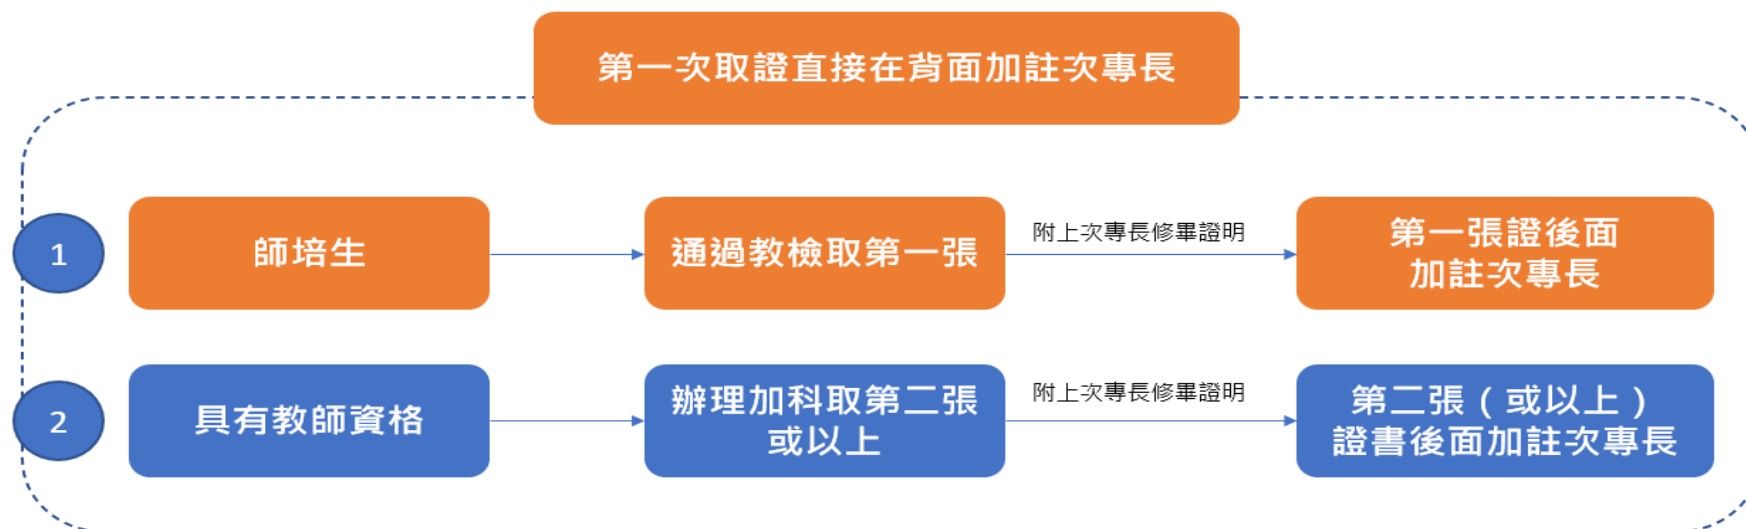 第一次取證直接在背面加註次專長
1
師培生
通過教檢取第一張
附上次專長修畢證明
第一張證後面
加註次專長
2
具有教師資格
辦理加科取第二張
或以上
附上次專長修畢證明
第二張（或以上）
證書後面加註次專長